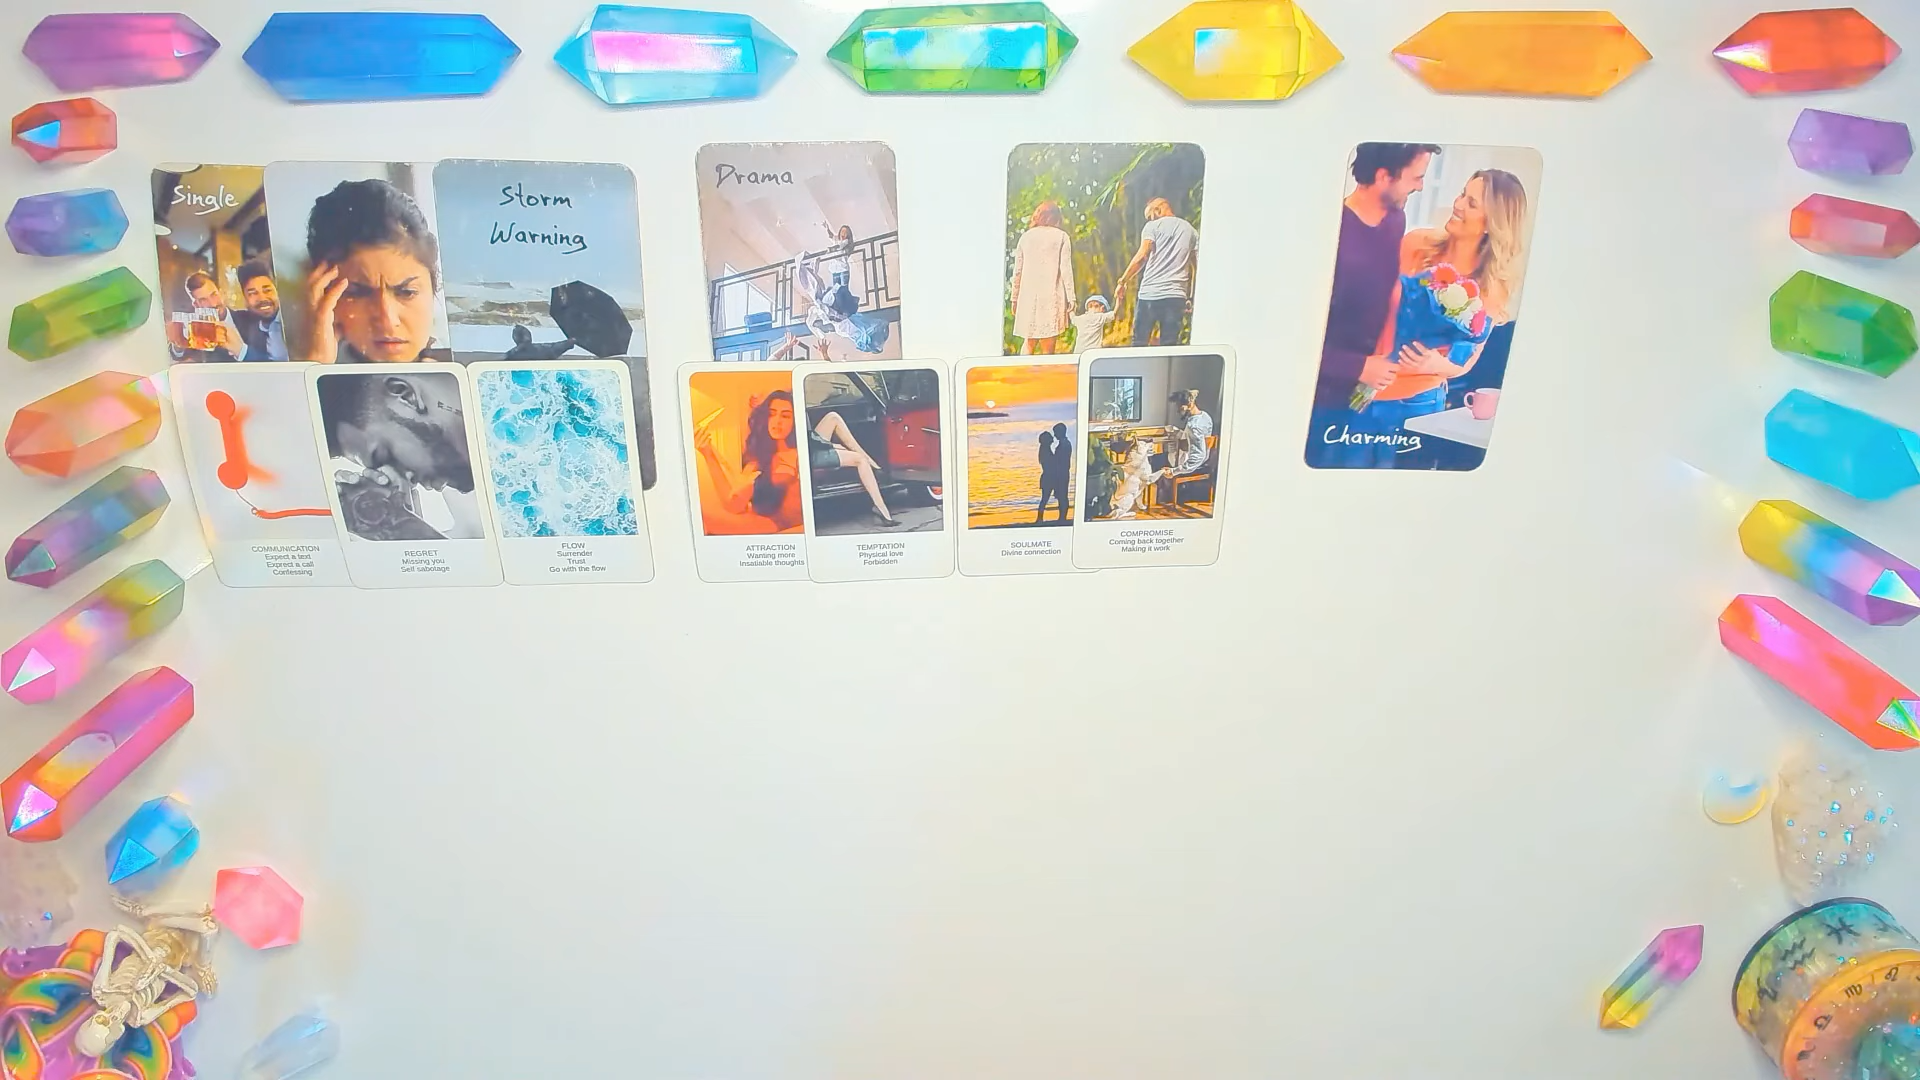 Single
Storm
Warning
Drama
Charming
COMMUNICATION
Expect a text
Expect a call
Confessing
REGRET
Missing you
Self sabotage
FLOW
Surrender
Trust
Go with the flow
ATTRACTION
Wanting more
Insatiable thoughts
TEMPTATION
Physical love
Forbidden
SOULMATE
Divine connection
COMPROMISE
Coming back together
Making it work